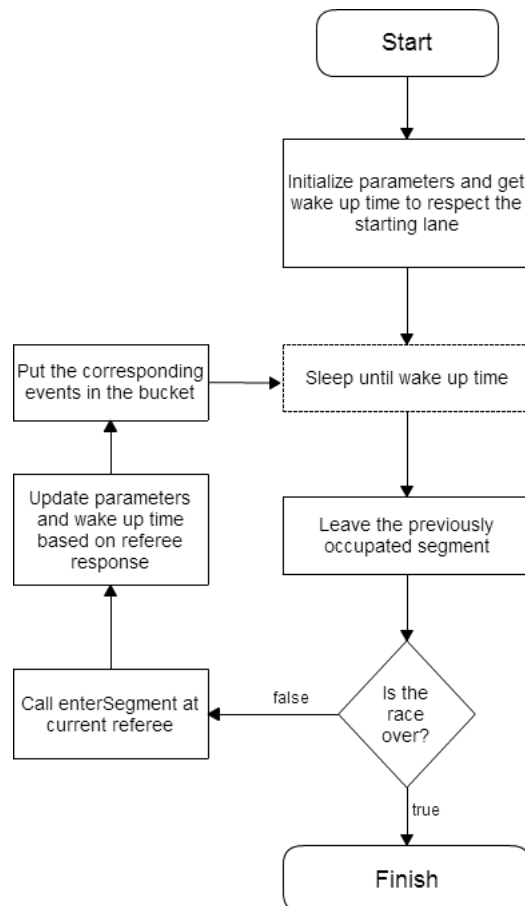 Start
Initialize parameters and get
wake up time to respect the
starting lane
Put the corresponding
events in the bucket
Sleep until wake up time
Update parameters
and wake up time
based on referee
response
Leave the previously
occupied segment
Call enterSegment at
current referee
false
Is the
race
over?
true
Finish